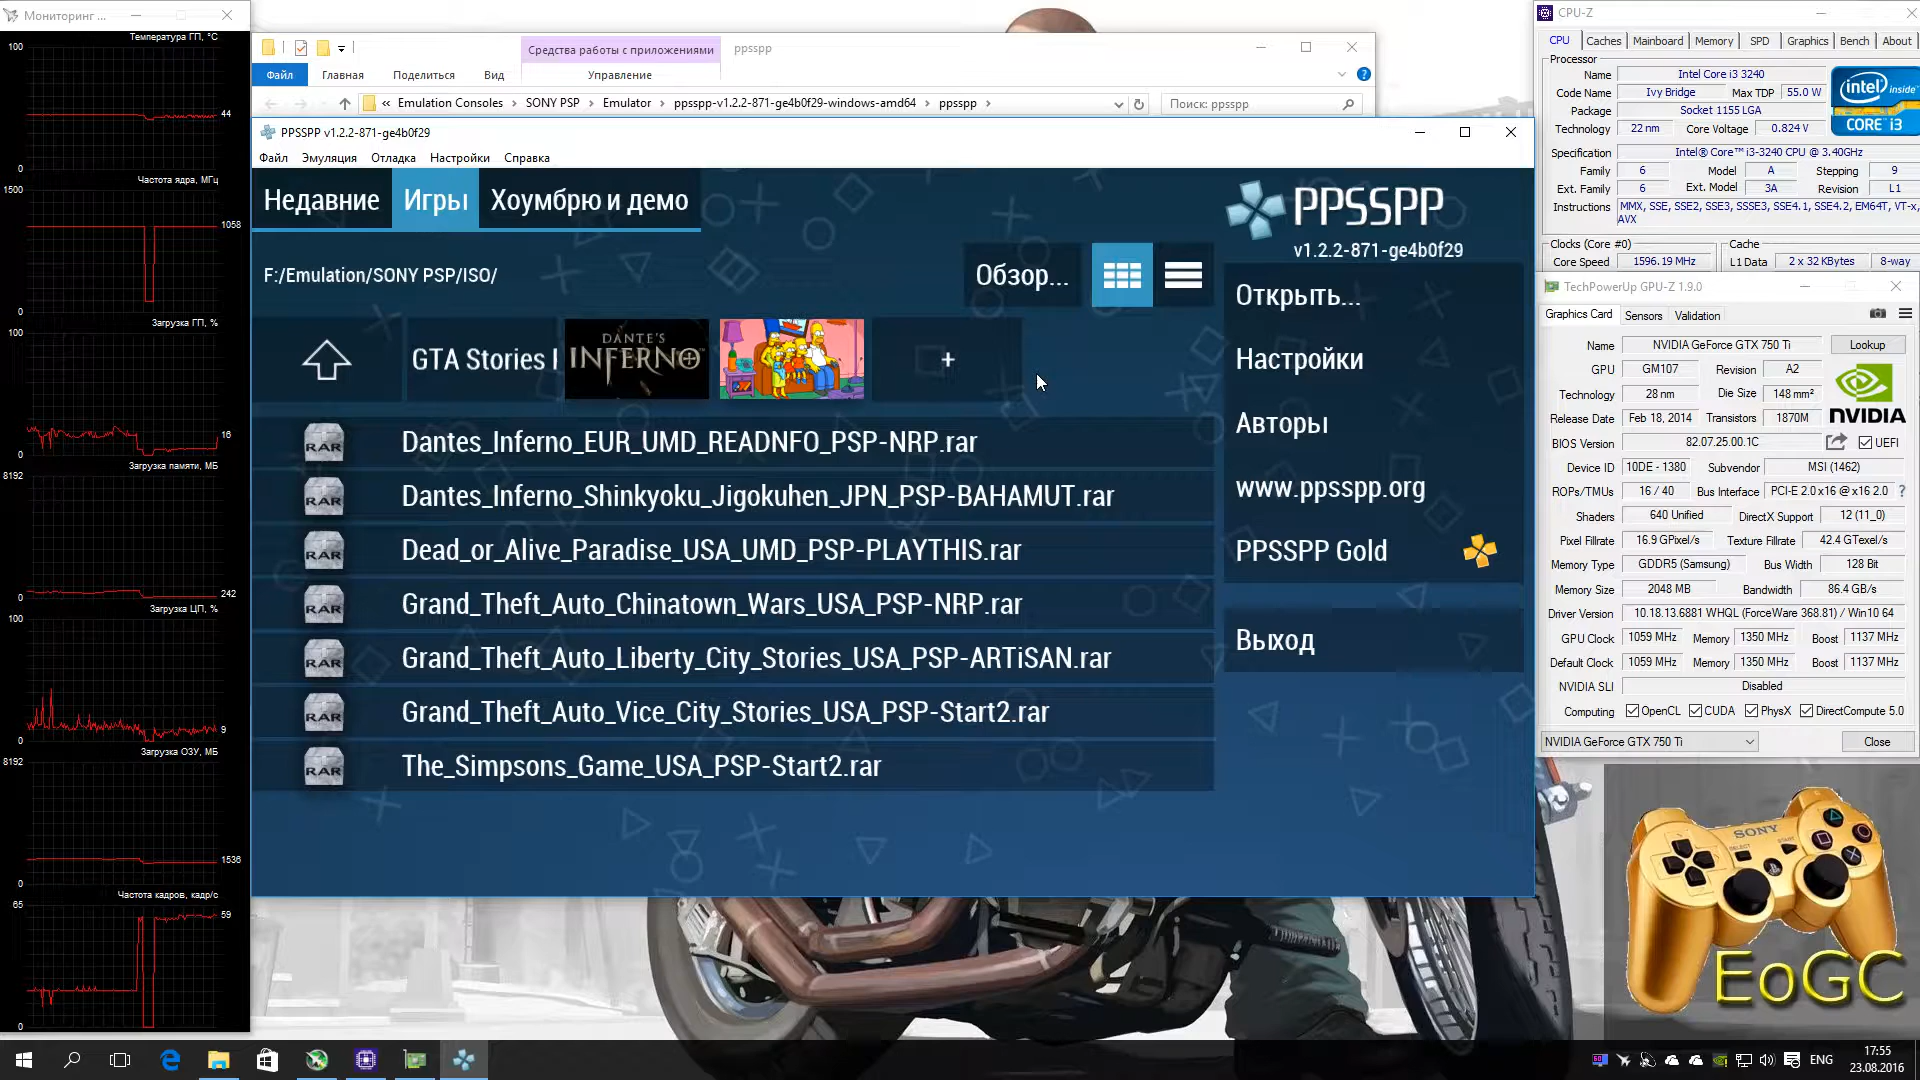 Мониторинг ...
Температура ГП, °C
100
44
0
Частота ядра, МГц
1500
1058
0
Загрузка ГП, %
100
16
0
Загрузка памяти, МБ
8192
242
0
Загрузка ЦП, %
100
9
0
Загрузка ОЗУ, МБ
8192
1536
0
Частота кадров, кадр/с
65
59
0
Средства работы с приложениями
ppsspp
Файл Главная Поделиться Вид Управление
« Emulation Consoles > SONY PSP > Emulator > ppsspp-v1.2.2-871-ge4b0f29-windows-amd64 > ppsspp >
Поиск: ppsspp
PPSSPP v1.2.2-871-ge4b0f29
Файл Эмуляция Отладка Настройки Справка
Недавние Игры Хоумбрю и демо
PPSSPP
v1.2.2-871-ge4b0f29
F:/Emulation/SONY PSP/ISO/
Обзор...
GTA Stories
DANTE'S
INFERNO
+
Dantes_Inferno_EUR_UMD_READNFO_PSP-NRP.rar
Dantes_Inferno_Shinkyoku_Jigokuhen_JPN_PSP-BAHAMUT.rar
Dead_or_Alive_Paradise_USA_UMD_PSP-PLAYTHIS.rar
Grand_Theft_Auto_Chinatown_Wars_USA_PSP-NRP.rar
Grand_Theft_Auto_Liberty_City_Stories_USA_PSP-ARTiSAN.rar
Grand_Theft_Auto_Vice_City_Stories_USA_PSP-Start2.rar
The_Simpsons_Game_USA_PSP-Start2.rar
RAR
RAR
RAR
RAR
RAR
RAR
RAR
Открыть...
Настройки
Авторы
www.ppsspp.org
PPSSPP Gold
Выход
CPU-Z
CPU Caches Mainboard Memory SPD Graphics Bench About
Processor
Name Intel Core i3 3240
Code Name Ivy Bridge Max TDP 55.0 W
Package Socket 1155 LGA
Technology 22 nm Core Voltage 0.824 V
intel inside
CORE i3
Specification Intel® Core™ i3-3240 CPU @ 3.40GHz
Family 6 Model A Stepping 9
Ext. Family 6 Ext. Model 3A Revision L1
Instructions MMX, SSE, SSE2, SSE3, SSSE3, SSE4.1, SSE4.2, EM64T, VT-x,
AVX
Clocks (Core #0) Cache
Core Speed 1596.19 MHz L1 Data 2 x 32 KBytes 8-way
TechPowerUp GPU-Z 1.9.0
Graphics Card Sensors Validation
Name NVIDIA GeForce GTX 750 Ti Lookup
GPU GM107 Revision A2
Technology 28 nm Die Size 148 mm²
Release Date Feb 18, 2014 Transistors 1870M
NVIDIA
BIOS Version 82.07.25.00.1C UEFI
Device ID 10DE - 1380 Subvendor MSI (1462)
ROPs/TMUs 16 / 40 Bus Interface PCI-E 2.0 x16 @ x16 2.0 ?
Shaders 640 Unified DirectX Support 12 (11_0)
Pixel Fillrate 16.9 GPixel/s Texture Fillrate 42.4 GTexel/s
Memory Type GDDR5 (Samsung) Bus Width 128 Bit
Memory Size 2048 MB Bandwidth 86.4 GB/s
Driver Version 10.18.13.6881 WHQL (ForceWare 368.81) / Win10 64
GPU Clock 1059 MHz Memory 1350 MHz Boost 1137 MHz
Default Clock 1059 MHz Memory 1350 MHz Boost 1137 MHz
NVIDIA SLI Disabled
Computing OpenCL CUDA PhysX DirectCompute 5.0
NVIDIA GeForce GTX 750 Ti Close
SONY
SELECT START
EoGC
ENG
17:55
23.08.2016